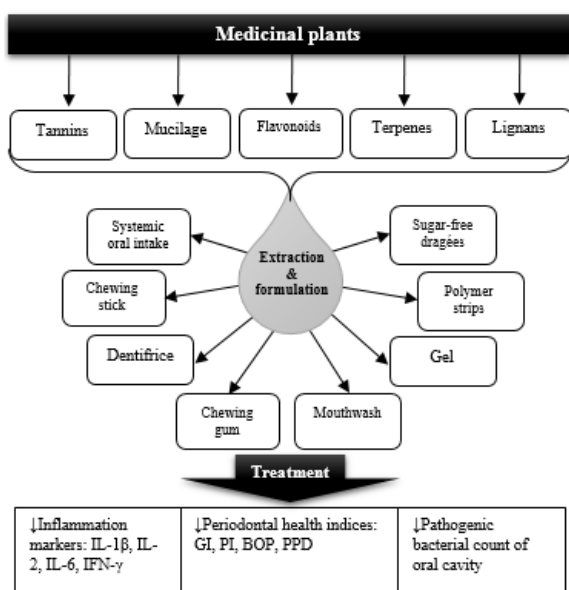 Medicinal plants
Tannins
Mucilage
Flavonoids
Terpenes
Lignans
Systemic
oral intake
Sugar-free
dragées
Extraction
&
formulation
Chewing
stick
Polymer
strips
Dentifrice
Gel
Chewing
gum
Mouthwash
Treatment
↓Inflammation
markers: IL-1β, IL-
2, IL-6, IFN-γ
↓Periodontal health indices:
GI, PI, BOP, PPD
↓Pathogenic
bacterial count of
oral cavity